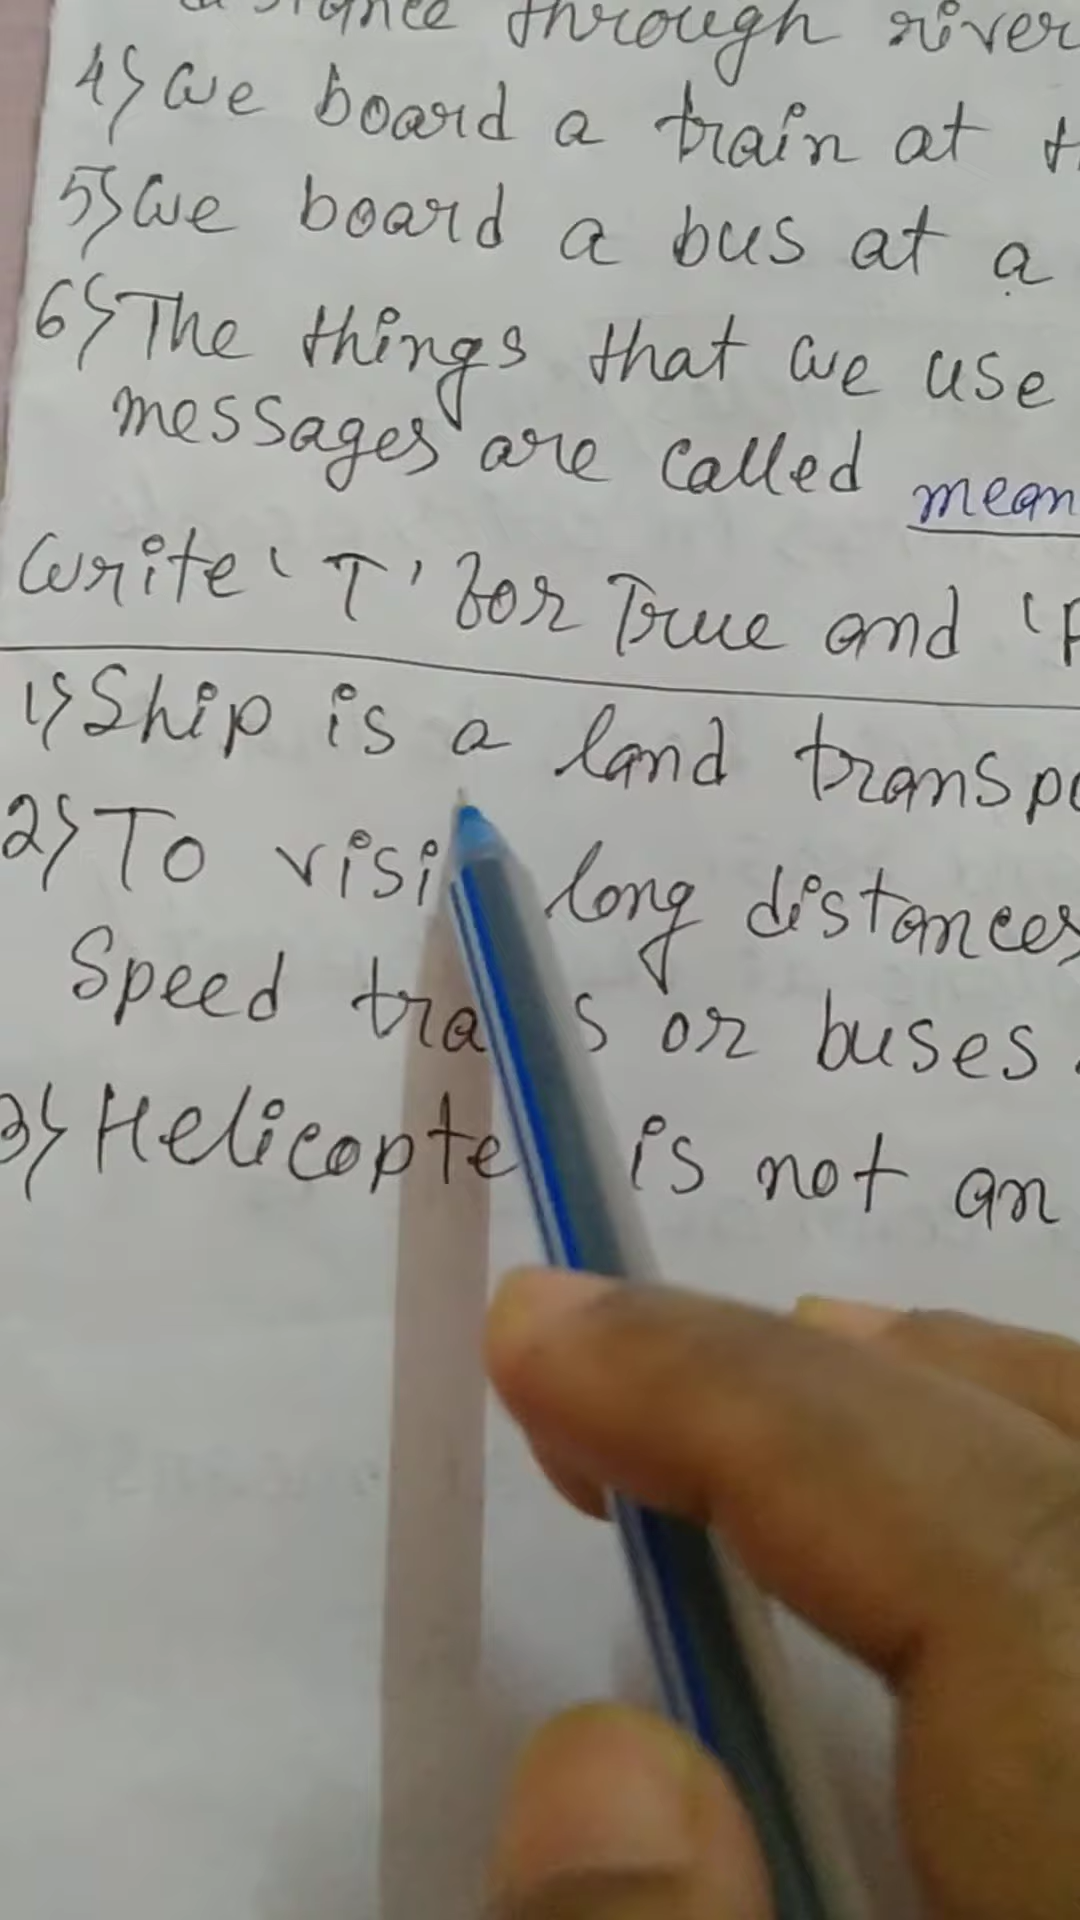 through river
4) We board a train at
5) We board a bus at a
6) The things that we use
messages are called mean
Write 'T' for True and 'F
1) Ship is a land transpo
2) To visi long distances
Speed tra s or buses.
3) Helicopte is not an